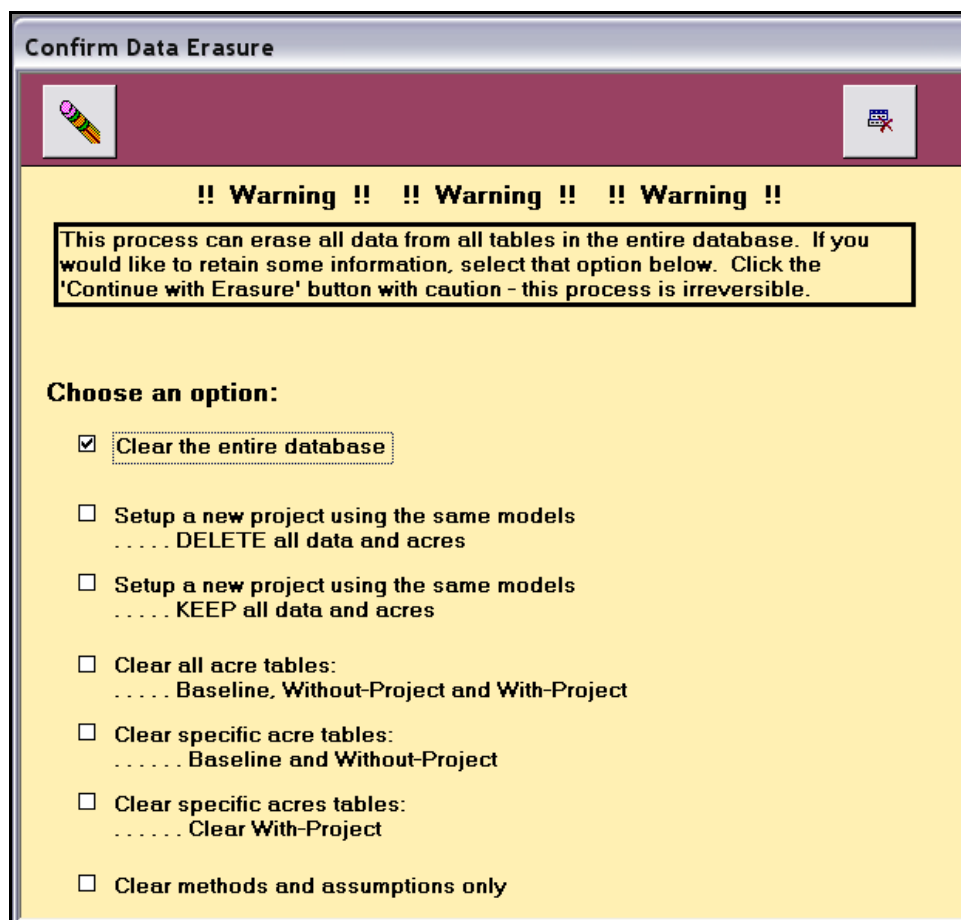 Confirm Data Erasure
!! Warning !! !! Warning !! !! Warning !!
This process can erase all data from all tables in the entire database. If you
would like to retain some information, select that option below. Click the
'Continue with Erasure' button with caution - this process is irreversible.
Choose an option:
Clear the entire database
Setup a new project using the same models
. . . . . DELETE all data and acres
Setup a new project using the same models
. . . . . KEEP all data and acres
Clear all acre tables:
. . . . . Baseline, Without-Project and With-Project
Clear specific acre tables:
. . . . . . Baseline and Without-Project
Clear specific acres tables:
. . . . . . Clear With-Project
Clear methods and assumptions only